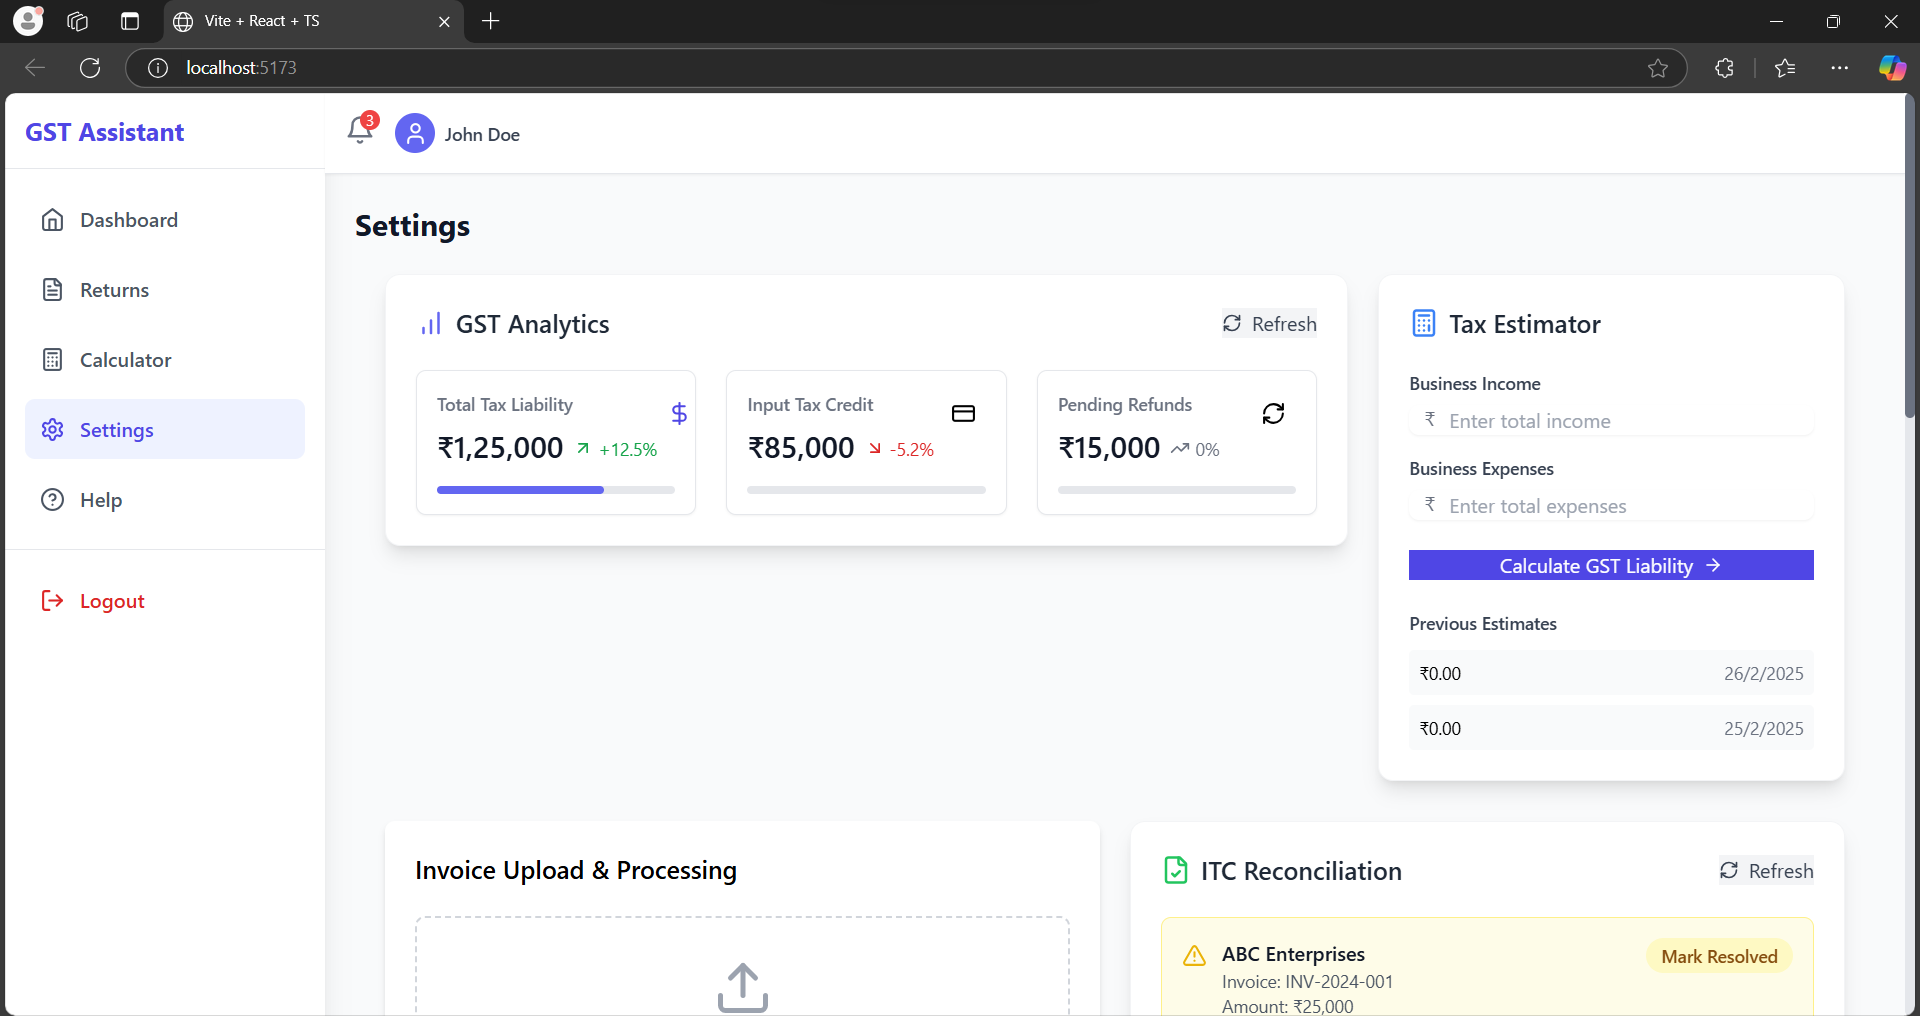 Vite + React + TS
localhost:5173
GST Assistant
3
John Doe
Dashboard
Returns
Calculator
Settings
Help
Logout
Settings
GST Analytics
Refresh
Total Tax Liability
₹1,25,000 +12.5%
Input Tax Credit
₹85,000 -5.2%
Pending Refunds
₹15,000 0%
Tax Estimator
Business Income
₹ Enter total income
Business Expenses
₹ Enter total expenses
Calculate GST Liability
Previous Estimates
₹0.00 26/2/2025
₹0.00 25/2/2025
Invoice Upload & Processing
ITC Reconciliation
Refresh
ABC Enterprises
Mark Resolved
Invoice: INV-2024-001
Amount: ₹25,000